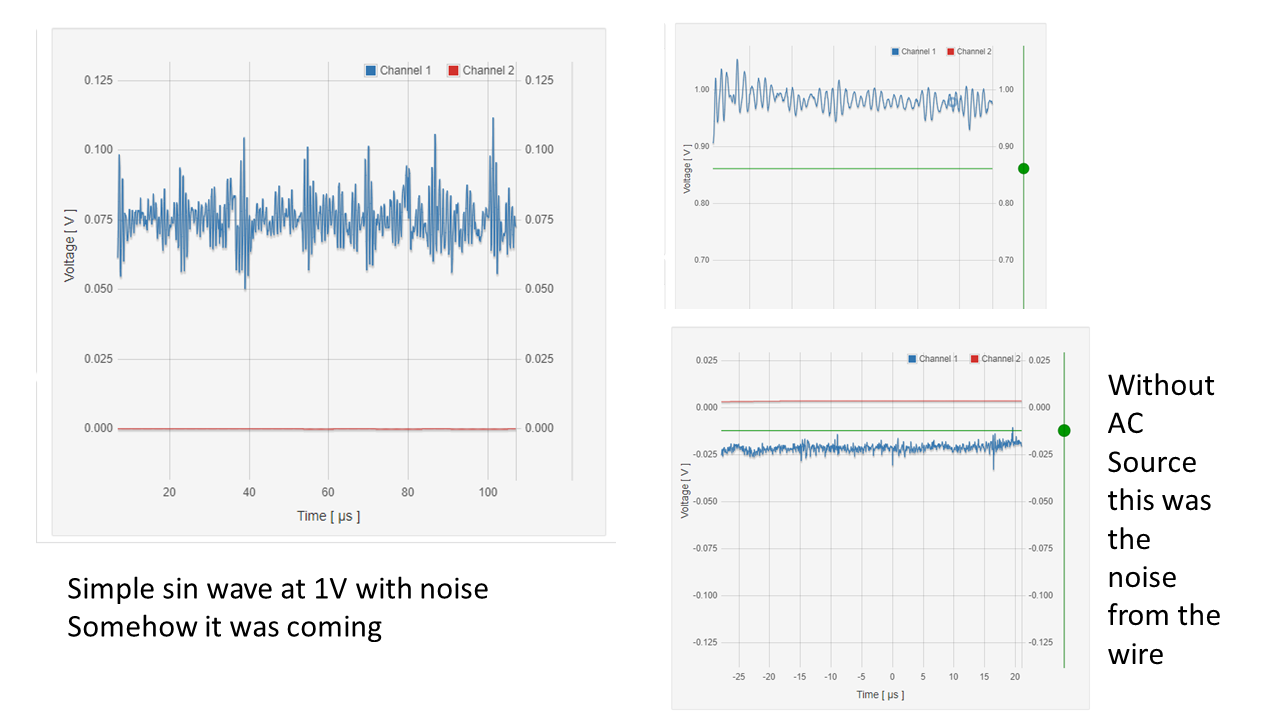 Channel 1 Channel 2
0.125 0.125
0.100 0.100
0.075 0.075
0.050 0.050
0.025 0.025
0.000 0.000
Voltage [ V ]
20 40 60 80 100
Time [ µs ]
Simple sin wave at 1V with noise
Somehow it was coming
Channel 1 Channel 2
1.00 1.00
0.90 0.90
0.80 0.80
0.70 0.70
Voltage [ V ]
Channel 1 Channel 2
0.025 0.025
0.000 0.000
-0.025 -0.025
-0.050 -0.050
-0.075 -0.075
-0.100 -0.100
-0.125 -0.125
Voltage [ V ]
-25 -20 -15 -10 -5 0 5 10 15 20
Time [ µs ]
Without
AC
Source
this was
the
noise
from the
wire